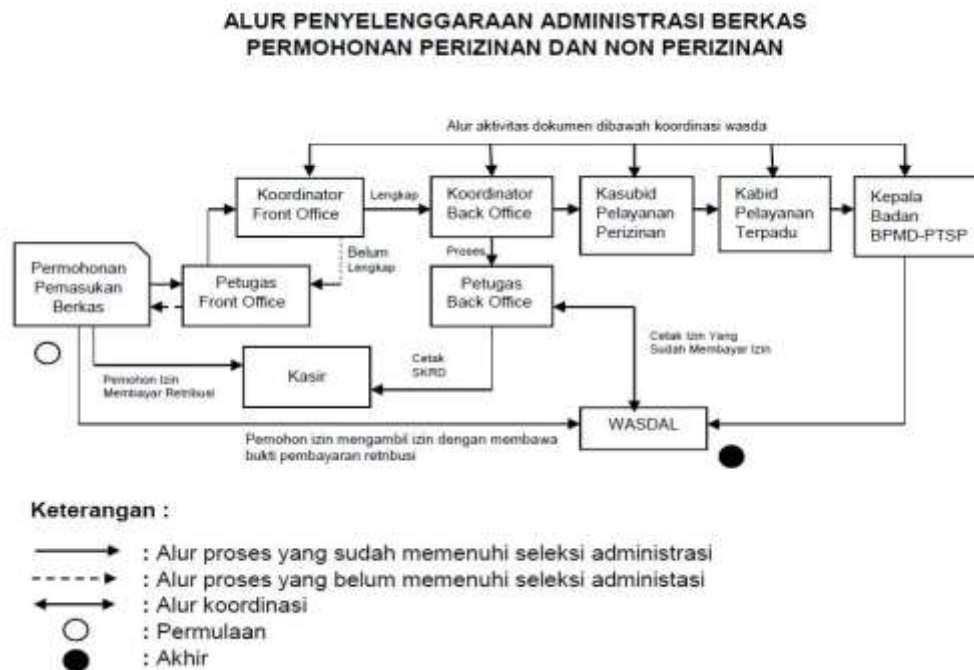 ALUR PENYELENGGARAAN ADMINISTRASI BERKAS
PERMOHONAN PERIZINAN DAN NON PERIZINAN
Alur aktivitas dokumen dibawah koordinasi wasda
Koordinator
Front Office
Lengkap
Koordinator
Back Office
Kasubid
Pelayanan
Perizinan
Kabid
Pelayanan
Terpadu
Kepala
Badan
BPMD-PTSP
Belum
Lengkap
Proses
Permohonan
Pemasukan
Berkas
Petugas
Front Office
Petugas
Back Office
Cetak Izin Yang
Sudah Membayar Izin
Cetak
SKRD
Kasir
Pemohon Izin
Membayar Retribusi
WASDAL
Pemohon izin mengambil izin dengan membawa
bukti pembayaran retribusi
Keterangan :
: Alur proses yang sudah memenuhi seleksi administrasi
: Alur proses yang belum memenuhi seleksi administasi
: Alur koordinasi
: Permulaan
: Akhir